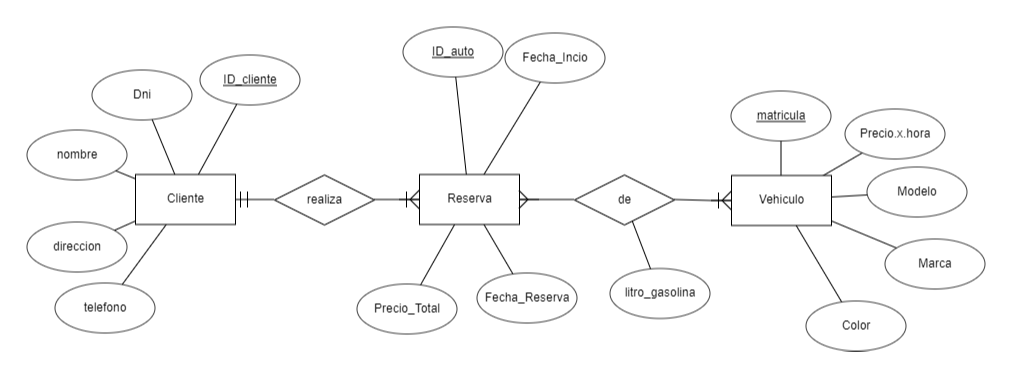 ID_auto
Fecha_Incio
ID_cliente
Dni
matricula
Precio.x.hora
nombre
Modelo
Cliente
realiza
Reserva
de
Vehiculo
direccion
Marca
telefono
Precio_Total
Fecha_Reserva
litro_gasolina
Color